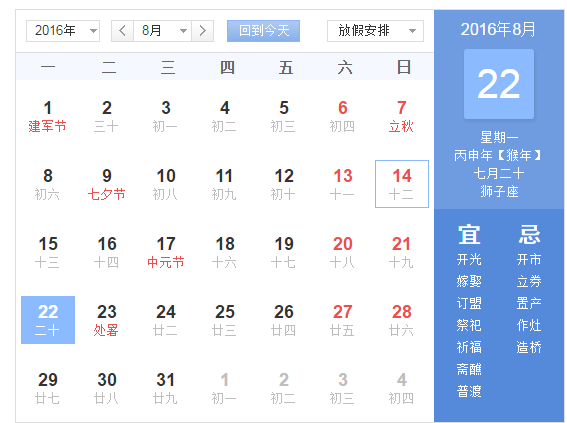 2016年 8月 回到今天 放假安排
一 二 三 四 五 六 日
1 2 3 4 5 6 7
建军节 三十 初一 初二 初三 初四 立秋
8 9 10 11 12 13 14
初六 七夕节 初八 初九 初十 十一 十二
15 16 17 18 19 20 21
十三 十四 中元节 十六 十七 十八 十九
22 23 24 25 26 27 28
二十 处署 廿二 廿三 廿四 廿五 廿六
29 30 31 1 2 3 4
廿七 廿八 廿九 初一 初二 初三 初四
2016年8月
22
星期一
丙申年【猴年】
七月二十
狮子座
宜 忌
开光 开市
嫁娶 立券
订盟 置产
祭祀 作灶
祈福 造桥
斋醮
普渡